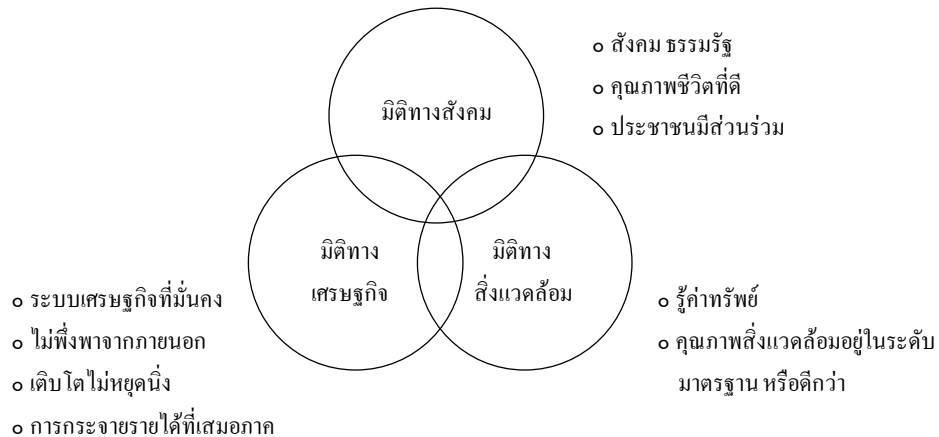 o สังคม ธรรมรัฐ
o คุณภาพชีวิตที่ดี
o ประชาชนมีส่วนร่วม
มิติทางสังคม
มิติทาง
เศรษฐกิจ
มิติทาง
สิ่งแวดล้อม
o ระบบเศรษฐกิจที่มั่นคง
o ไม่พึ่งพาจากภายนอก
o เติบโตไม่หยุดนิ่ง
o การกระจายรายได้ที่เสมอภาค
o รู้ค่าทรัพย์
o คุณภาพสิ่งแวดล้อมอยู่ในระดับ
มาตรฐาน หรือดีกว่า